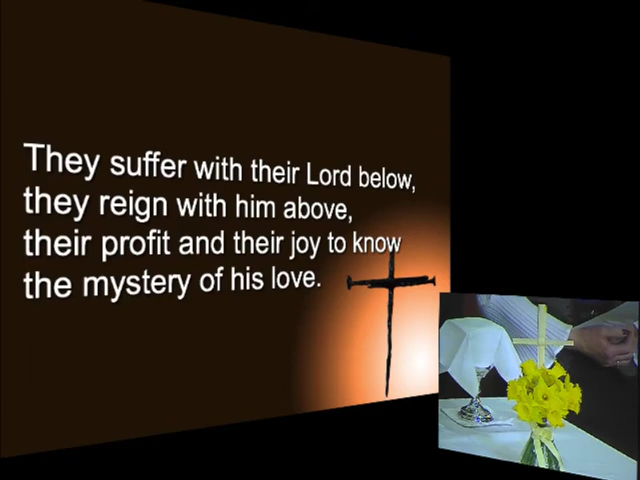 They suffer with their Lord below,
they reign with him above,
their profit and their joy to know
the mystery of his love.